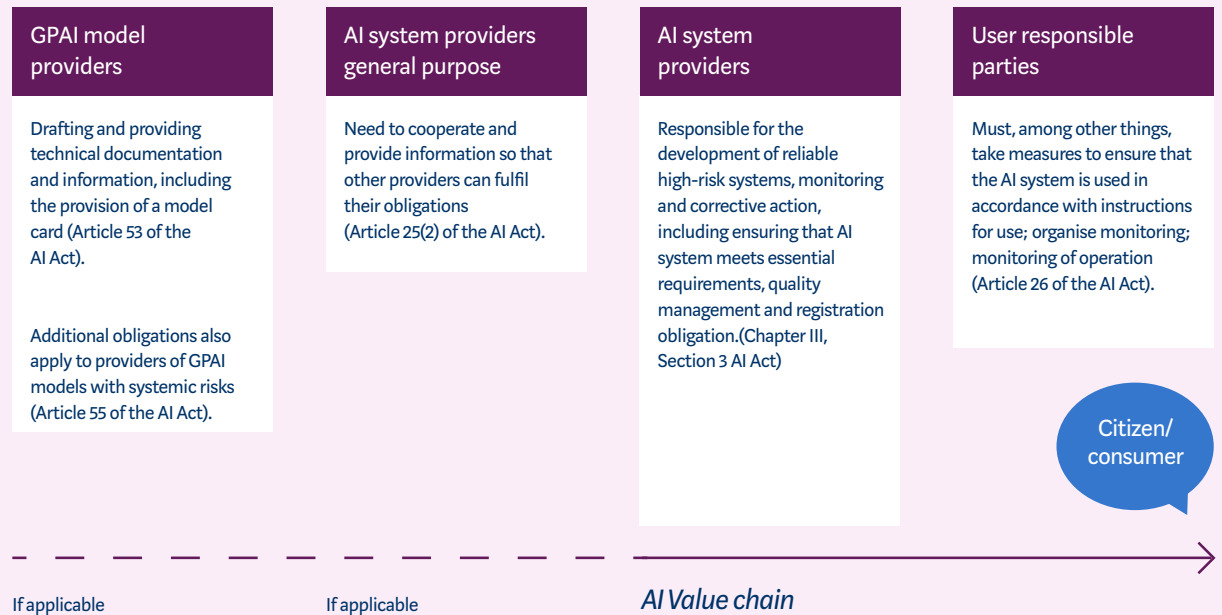 GPAI model
providers
Drafting and providing
technical documentation
and information, including
the provision of a model
card (Article 53 of the
AI Act).
Additional obligations also
apply to providers of GPAI
models with systemic risks
(Article 55 of the AI Act).
AI system providers
general purpose
Need to cooperate and
provide information so that
other providers can fulfil
their obligations
(Article 25(2) of the AI Act).
AI system
providers
Responsible for the
development of reliable
high-risk systems, monitoring
and corrective action,
including ensuring that AI
system meets essential
requirements, quality
management and registration
obligation.(Chapter III,
Section 3 AI Act)
User responsible
parties
Must, among other things,
take measures to ensure that
the AI system is used in
accordance with instructions
for use; organise monitoring;
monitoring of operation
(Article 26 of the AI Act).
Citizen/
consumer
If applicable
If applicable
AI Value chain